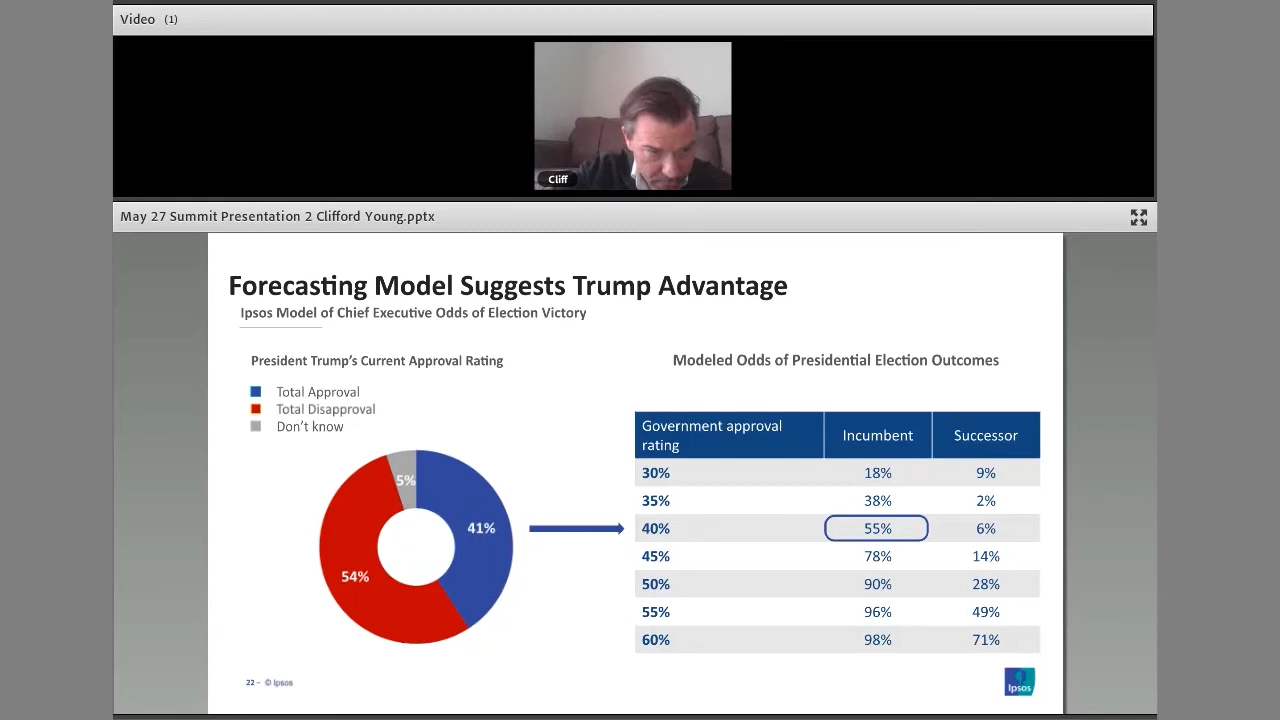 Video (1)
Cliff
May 27 Summit Presentation 2 Clifford Young.pptx
Forecasting Model Suggests Trump Advantage
Ipsos Model of Chief Executive Odds of Election Victory
President Trump's Current Approval Rating
Total Approval
Total Disapproval
Don't know
5%
41%
54%
Modeled Odds of Presidential Election Outcomes
Government approval
rating
Incumbent
Successor
30% 18% 9%
35% 38% 2%
40% 55% 6%
45% 78% 14%
50% 90% 28%
55% 96% 49%
60% 98% 71%
22 – © Ipsos
Ipsos